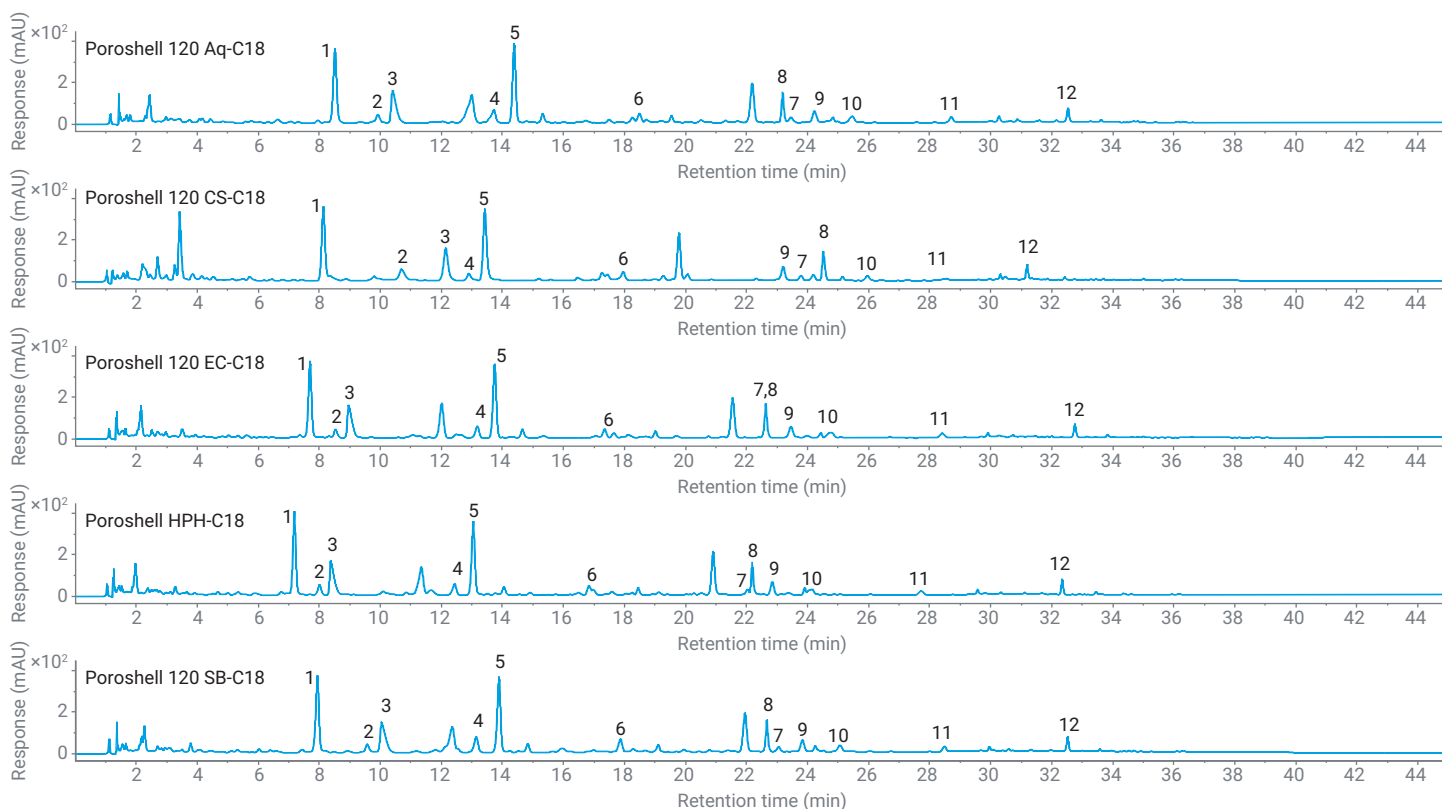 ×10²
Poroshell 120 Aq-C18
Response (mAU)
2
0
1 2 3 4 5 6 8 7 9 10 11 12
2 4 6 8 10 12 14 16 18 20 22 24 26 28 30 32 34 36 38 40 42 44
Retention time (min)
×10²
Poroshell 120 CS-C18
Response (mAU)
2
0
1 2 3 4 5 6 9 7 8 10 11 12
2 4 6 8 10 12 14 16 18 20 22 24 26 28 30 32 34 36 38 40 42 44
Retention time (min)
×10²
Poroshell 120 EC-C18
Response (mAU)
2
0
1 2 3 4 5 6 7,8 9 10 11 12
2 4 6 8 10 12 14 16 18 20 22 24 26 28 30 32 34 36 38 40 42 44
Retention time (min)
×10²
Poroshell HPH-C18
Response (mAU)
2
0
1 2 3 4 5 6 7 8 9 10 11 12
2 4 6 8 10 12 14 16 18 20 22 24 26 28 30 32 34 36 38 40 42 44
Retention time (min)
×10²
Poroshell 120 SB-C18
Response (mAU)
2
0
1 2 3 4 5 6 8 7 9 10 11 12
2 4 6 8 10 12 14 16 18 20 22 24 26 28 30 32 34 36 38 40 42 44
Retention time (min)